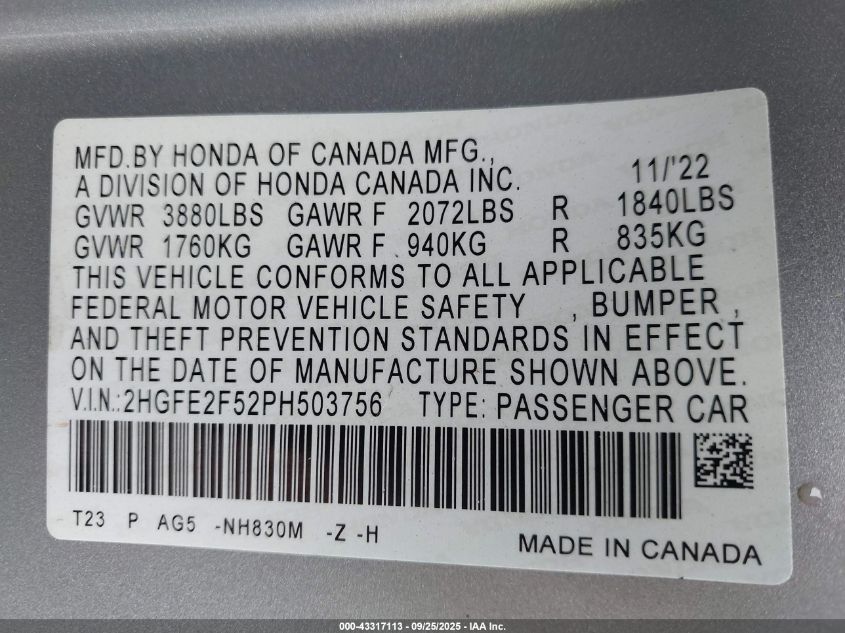 MFD.BY HONDA OF CANADA MFG.,
A DIVISION OF HONDA CANADA INC. 11/'22
GVWR 3880LBS GAWR F 2072LBS R 1840LBS
GVWR 1760KG GAWR F 940KG R 835KG
THIS VEHICLE CONFORMS TO ALL APPLICABLE
FEDERAL MOTOR VEHICLE SAFETY , BUMPER ,
AND THEFT PREVENTION STANDARDS IN EFFECT
ON THE DATE OF MANUFACTURE SHOWN ABOVE.
V.I.N.:2HGFE2F52PH503756 TYPE: PASSENGER CAR
T23 P AG5 -NH830M -Z -H
MADE IN CANADA
000-43317113 - 09/25/2025 - IAA Inc.